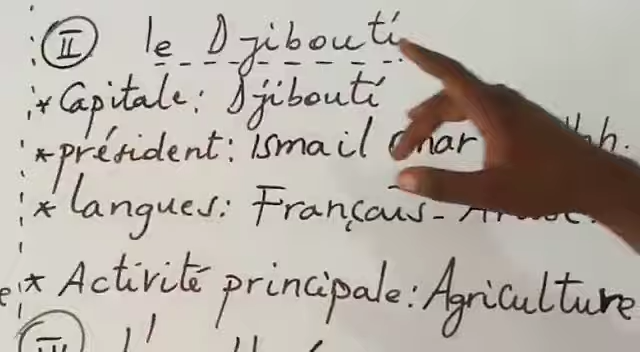 II le Djibouti
* Capitale: Djibouti
* président: Ismail
* langues: Français -
* Activité principale: Agriculture